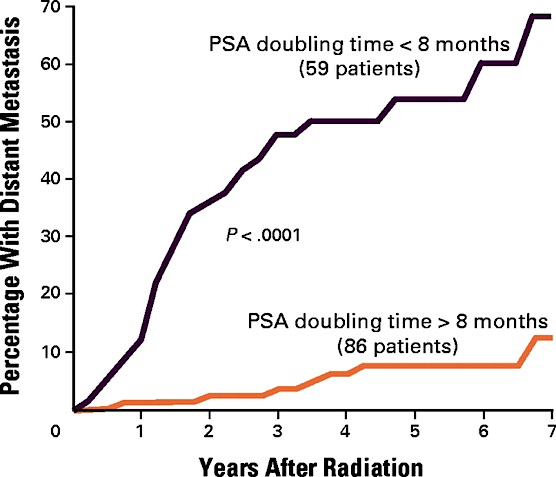 Percentage With Distant Metastasis
70
60
50
40
30
20
10
PSA doubling time < 8 months
(59 patients)
P < .0001
PSA doubling time > 8 months
(86 patients)
0 1 2 3 4 5 6 7
Years After Radiation